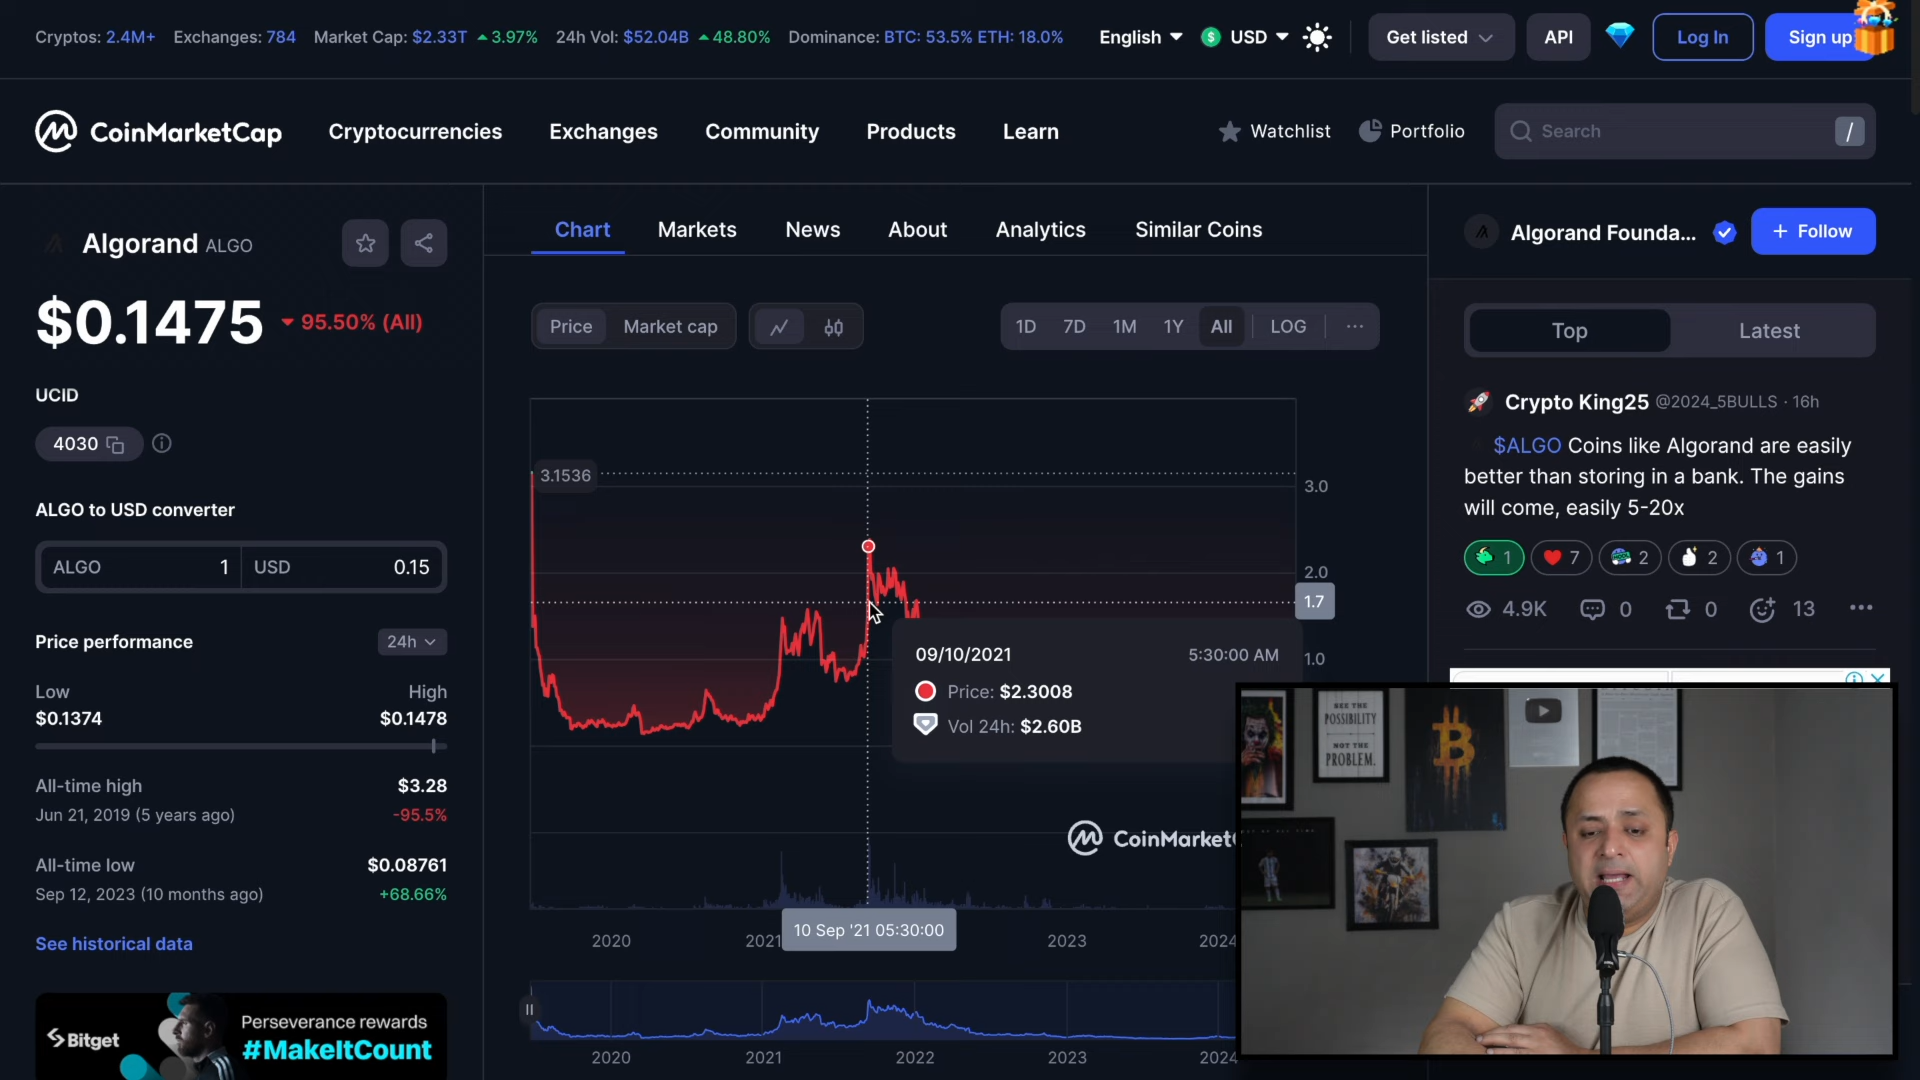 Cryptos: 2.4M+ Exchanges: 784 Market Cap: $2.33T 3.97% 24h Vol: $52.04B 48.80% Dominance: BTC: 53.5% ETH: 18.0% English USD Get listed API Log In Sign up
CoinMarketCap Cryptocurrencies Exchanges Community Products Learn Watchlist Portfolio Search /
Algorand ALGO
$0.1475 95.50% (All)
UCID
4030
ALGO to USD converter
ALGO 1 USD 0.15
Price performance 24h
Low High
$0.1374 $0.1478
All-time high $3.28
Jun 21, 2019 (5 years ago) -95.5%
All-time low $0.08761
Sep 12, 2023 (10 months ago) +68.66%
See historical data
Bitget Perseverance rewards
#MakeItCount
Chart Markets News About Analytics Similar Coins
Price Market cap 1D 7D 1M 1Y All LOG ...
3.1536
3.0
2.0
1.7
1.0
09/10/2021 5:30:00 AM
Price: $2.3008
Vol 24h: $2.60B
CoinMarket
2020 2021 10 Sep '21 05:30:00 2023 2024
2020 2021 2022 2023 2024
Algorand Founda... + Follow
Top Latest
Crypto King25 @2024_5BULLS · 16h
$ALGO Coins like Algorand are easily
better than storing in a bank. The gains
will come, easily 5-20x
1 7 2 2 1
4.9K 0 0 13 ...
SEE THE
POSSIBILITY
NOT THE
PROBLEM.